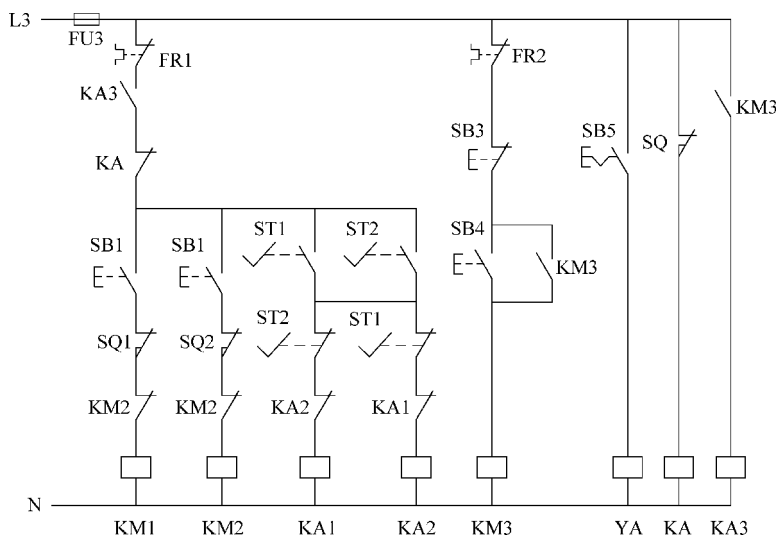 L3
FU3
FR1
FR2
KA3
KM3
KA
SB3
SB5
SQ
SB1
SB1
ST1
ST2
SB4
KM3
SQ1
SQ2
ST2
ST1
KM2
KM2
KA2
KA1
N
KM1 KM2 KA1 KA2 KM3 YA KA KA3